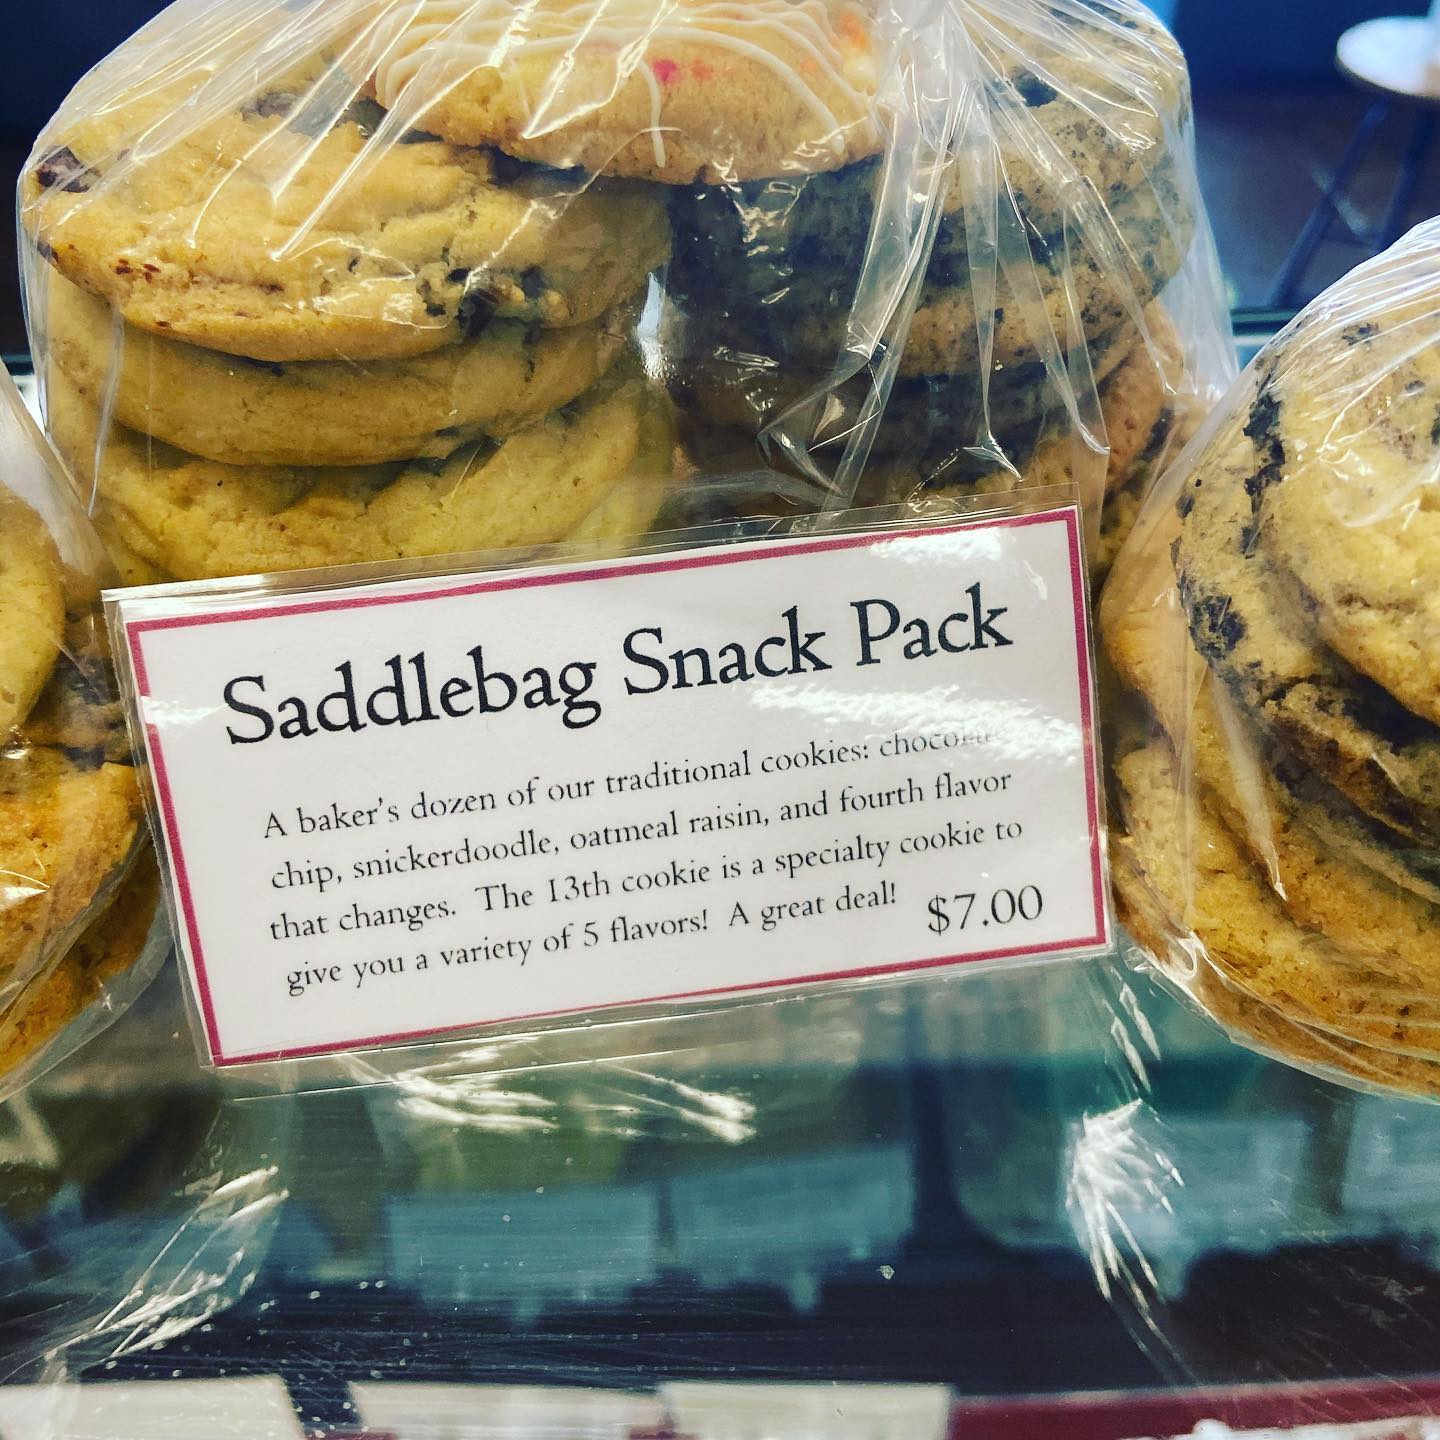 Saddlebag Snack Pack
A baker's dozen of our traditional cookies: chocolate
chip, snickerdoodle, oatmeal raisin, and fourth flavor
that changes. The 13th cookie is a specialty cookie to
give you a variety of 5 flavors! A great deal! $7.00